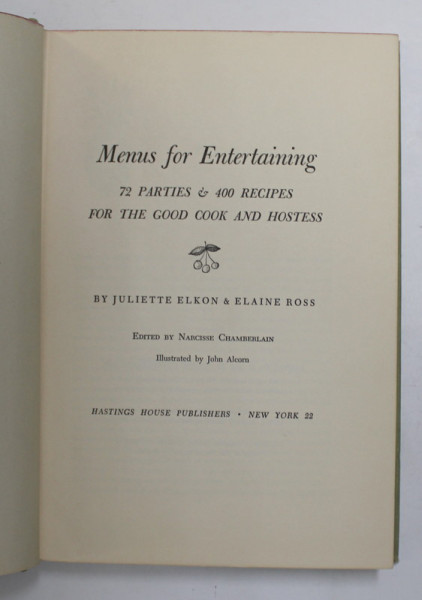 Menus for Entertaining
72 PARTIES & 400 RECIPES
FOR THE GOOD COOK AND HOSTESS
BY JULIETTE ELKON & ELAINE ROSS
EDITED BY NARCISSE CHAMBERLAIN
Illustrated by John Alcorn
HASTINGS HOUSE PUBLISHERS • NEW YORK 22